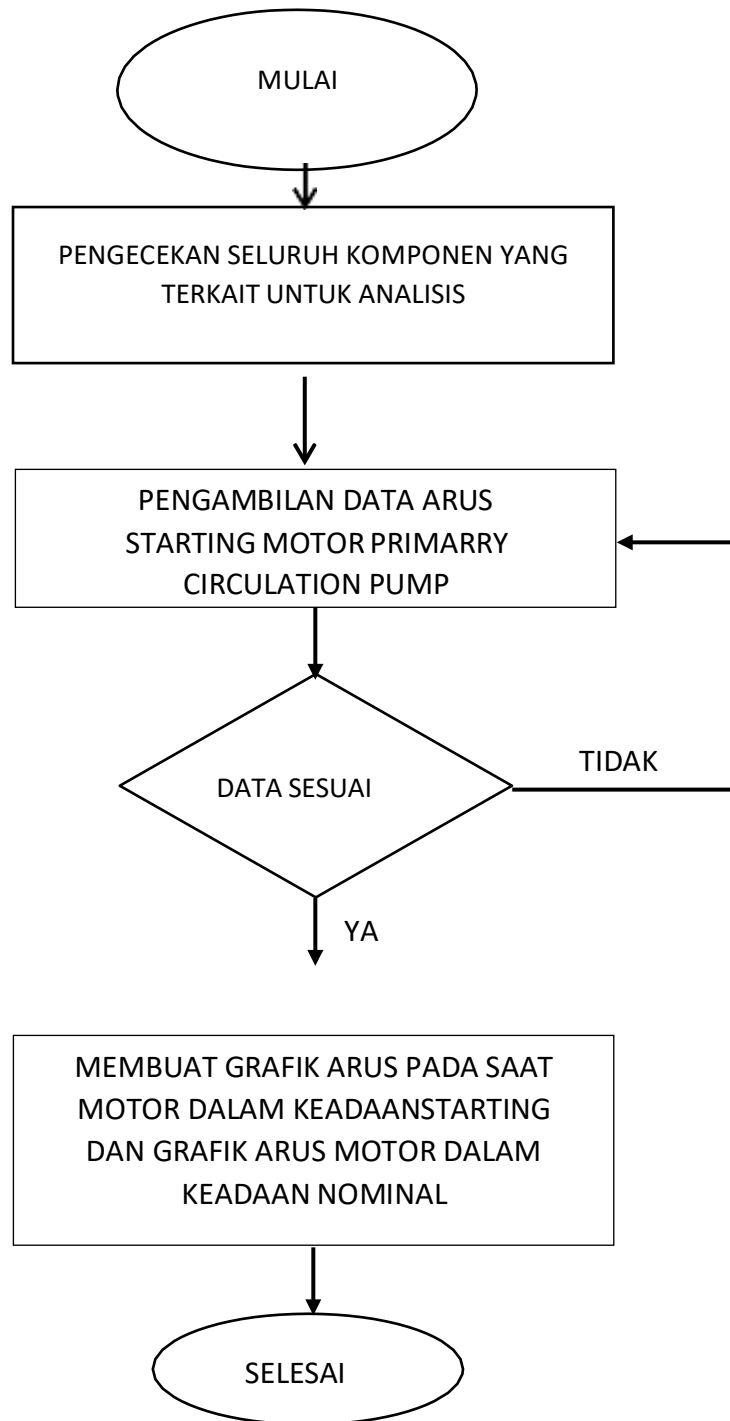 MULAI
PENGECEKAN SELURUH KOMPONEN YANG
TERKAIT UNTUK ANALISIS
PENGAMBILAN DATA ARUS
STARTING MOTOR PRIMARRY
CIRCULATION PUMP
DATA SESUAI
TIDAK
YA
MEMBUAT GRAFIK ARUS PADA SAAT
MOTOR DALAM KEADAANSTARTING
DAN GRAFIK ARUS MOTOR DALAM
KEADAAN NOMINAL
SELESAI